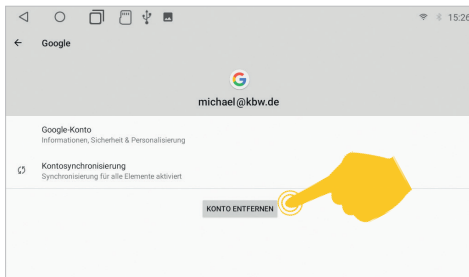 15:26
Google
michael@kbw.de
Google-Konto
Informationen, Sicherheit & Personalisierung
Kontosynchronisierung
Synchronisierung für alle Elemente aktiviert
KONTO ENTFERNEN